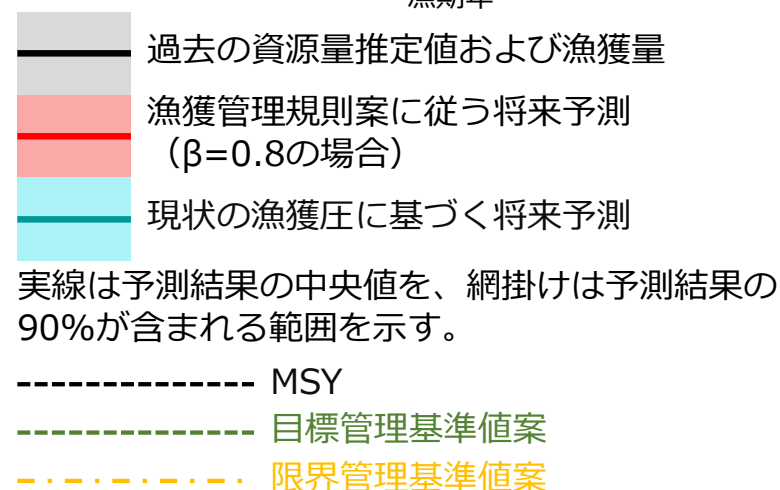 漁期年
過去の資源量推定値および漁獲量
漁獲管理規則案に従う将来予測
（β=0.8の場合）
現状の漁獲圧に基づく将来予測
実線は予測結果の中央値を、網掛けは予測結果の
90%が含まれる範囲を示す。
MSY
目標管理基準値案
限界管理基準値案